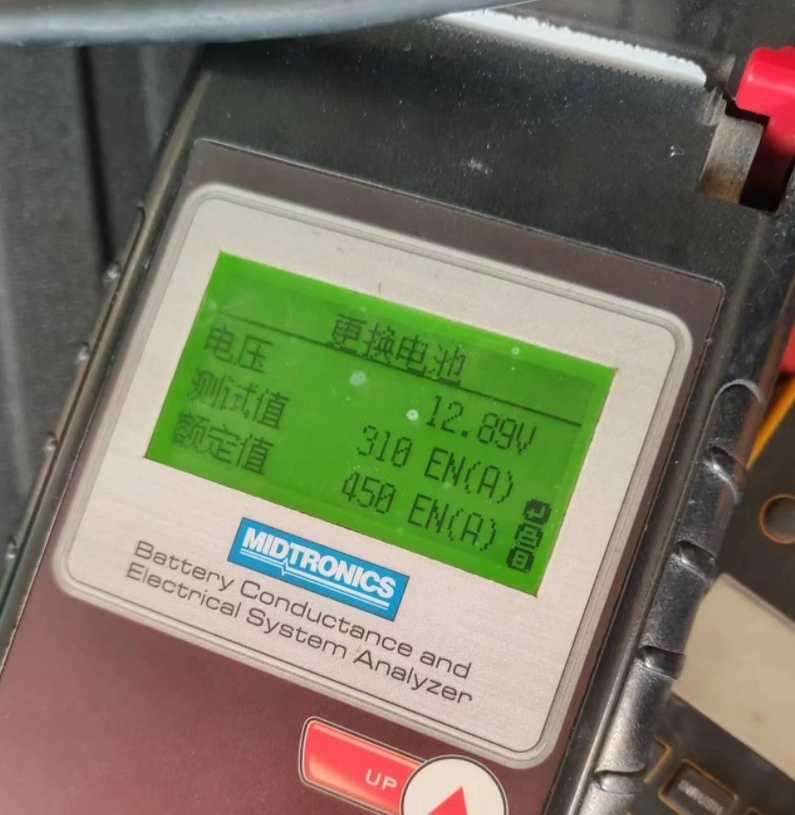 更换电池
电压 12.89V
测试值 310 EN(A)
额定值 450 EN(A)
MIDTRONICS
Battery Conductance and
Electrical System Analyzer
UP